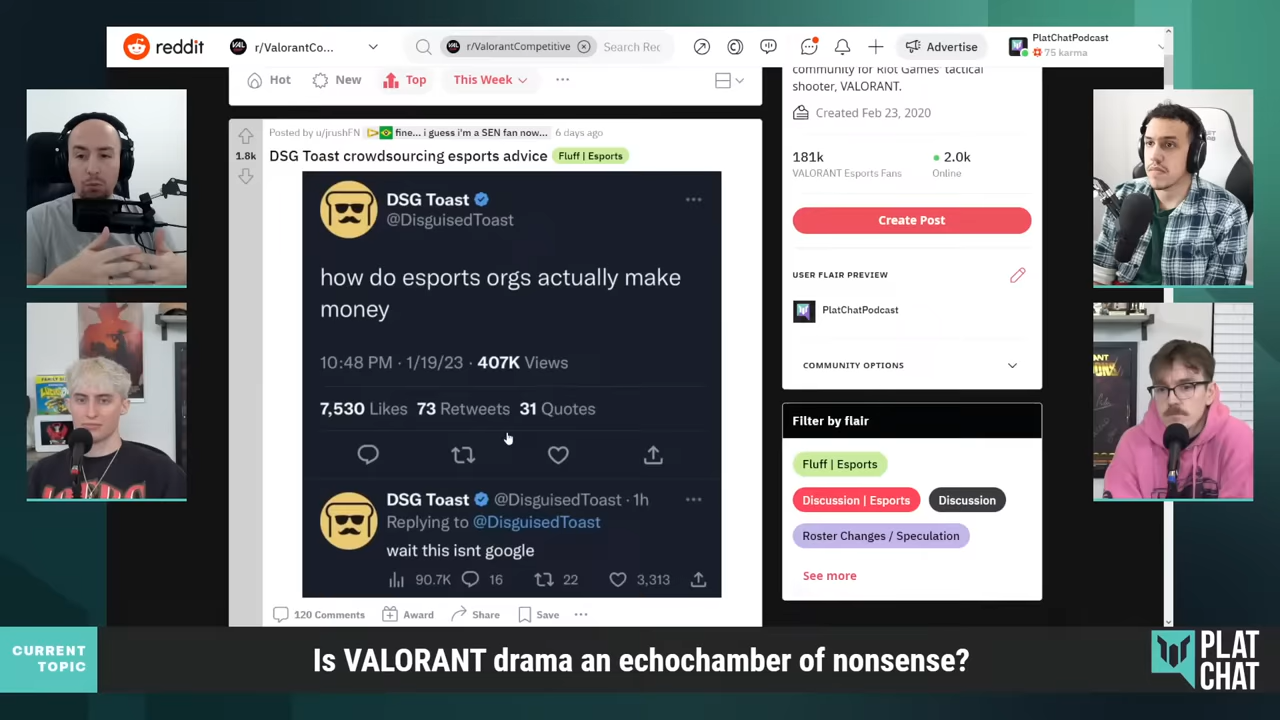 reddit
VAL
r/ValorantCo...
VAL
r/ValorantCompetitive
Search Rec
Advertise
PlatChatPodcast
75 karma
Hot
New
Top
This Week
community for Riot Games' tactical
shooter, VALORANT.
Created Feb 23, 2020
181k
2.0k
VALORANT Esports Fans
Online
Create Post
USER FLAIR PREVIEW
PlatChatPodcast
COMMUNITY OPTIONS
Filter by flair
Fluff | Esports
Discussion | Esports
Discussion
Roster Changes / Speculation
See more
Posted by u/jrushFN
fine... i guess i'm a SEN fan now...
6 days ago
1.8k
DSG Toast crowdsourcing esports advice
Fluff | Esports
DSG Toast
@DisguisedToast
how do esports orgs actually make
money
10:48 PM · 1/19/23 · 407K Views
7,530 Likes 73 Retweets 31 Quotes
DSG Toast @DisguisedToast · 1h
Replying to @DisguisedToast
wait this isnt google
90.7K 16 22 3,313
120 Comments
Award
Share
Save
CURRENT
TOPIC
Is VALORANT drama an echochamber of nonsense?
PLAT
CHAT